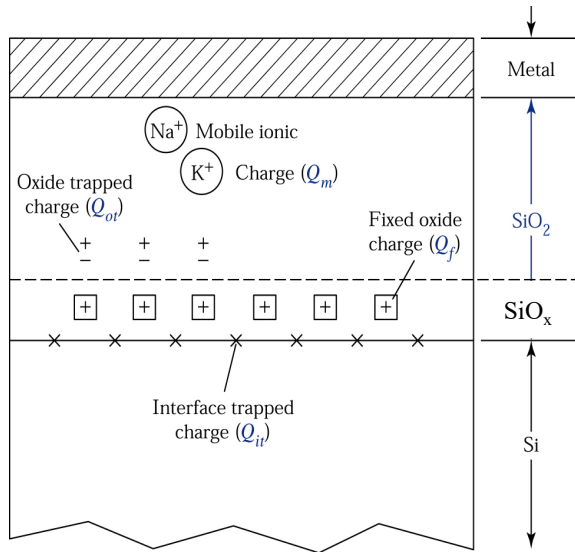 Metal
Na+ Mobile ionic
K+ Charge (Qm)
Oxide trapped
charge (Qot)
+ + +
− − −
Fixed oxide
charge (Qf)
SiO2
+ + + + + +
SiOx
Interface trapped
charge (Qit)
Si